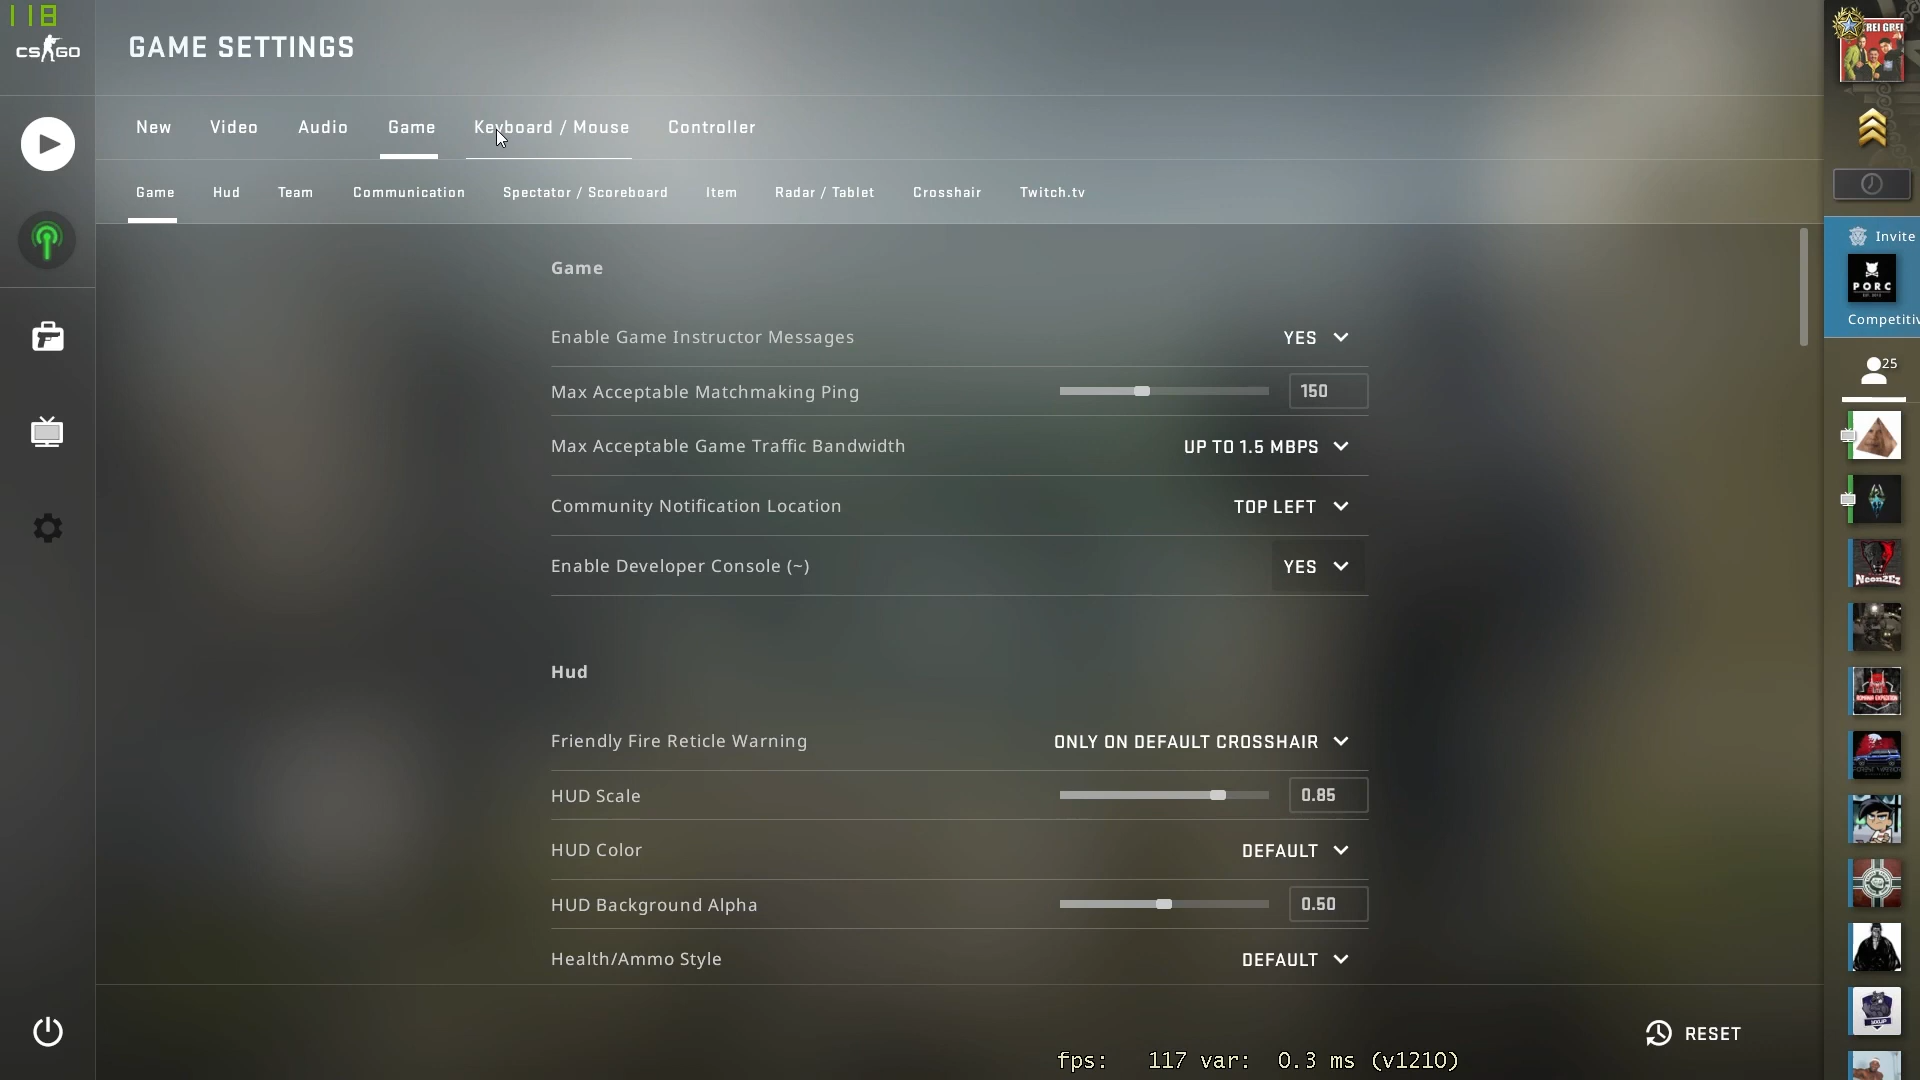 118
CS GO
GAME SETTINGS
New Video Audio Game Keyboard / Mouse Controller
Game Hud Team Communication Spectator / Scoreboard Item Radar / Tablet Crosshair Twitch.tv
Game
Enable Game Instructor Messages YES
Max Acceptable Matchmaking Ping 150
Max Acceptable Game Traffic Bandwidth UP TO 1.5 MBPS
Community Notification Location TOP LEFT
Enable Developer Console (~) YES
Hud
Friendly Fire Reticle Warning ONLY ON DEFAULT CROSSHAIR
HUD Scale 0.85
HUD Color DEFAULT
HUD Background Alpha 0.50
Health/Ammo Style DEFAULT
RESET
fps: 117 var: 0.3 ms (v1210)
REI GREI
Invite
PORC
Competitiv
25